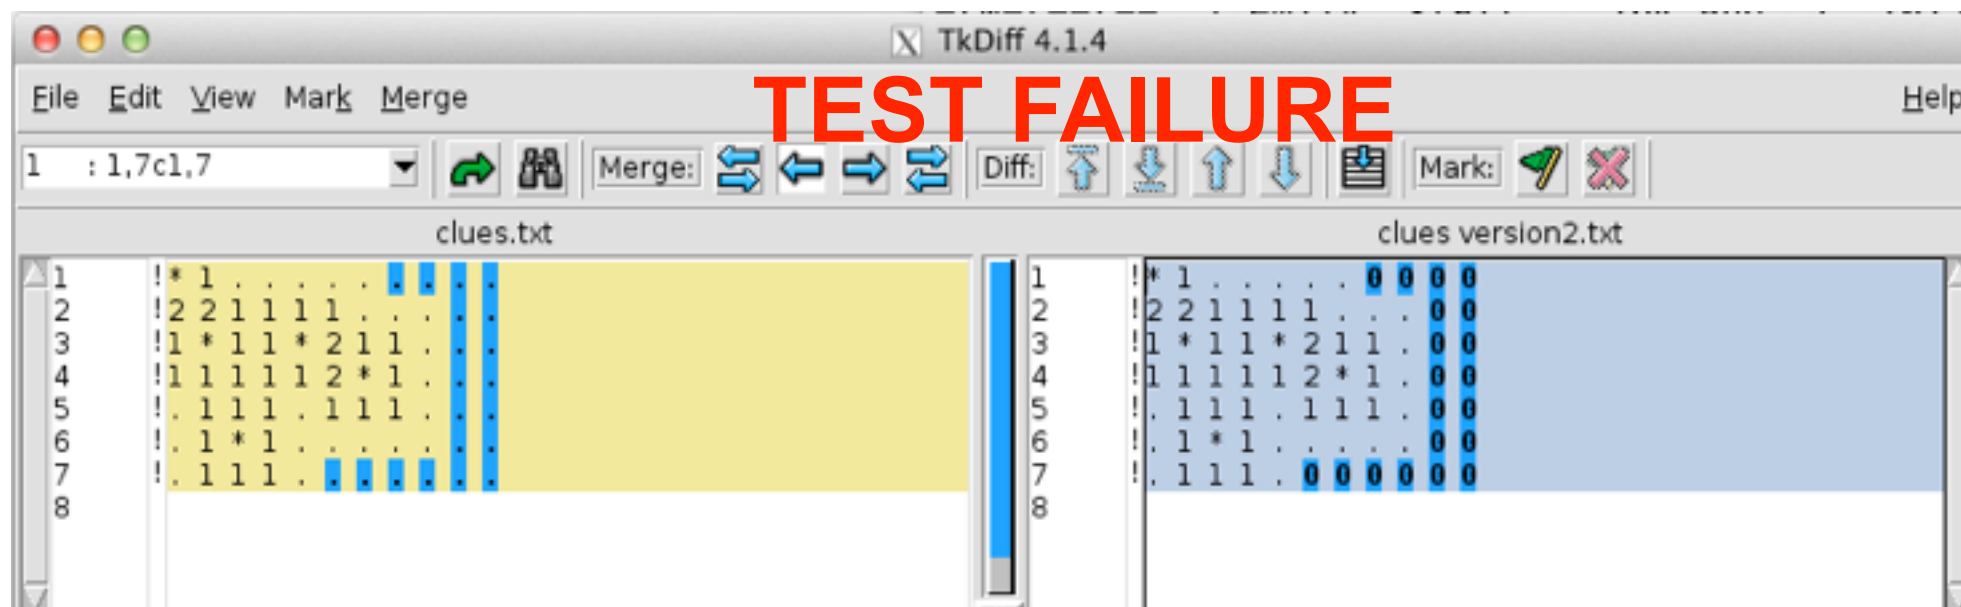 TkDiff 4.1.4
TEST FAILURE
File Edit View Mark Merge Help
1 : 1,7c1,7 Merge: Diff: Mark:
clues.txt clues version2.txt
1 ! * 1 . . . . . . . . . 1 ! * 1 . . . . . 0 0 0 0
2 ! 2 2 1 1 1 1 . . . . . 2 ! 2 2 1 1 1 1 . . . 0 0
3 ! 1 * 1 1 * 2 1 1 . . . 3 ! 1 * 1 1 * 2 1 1 . 0 0
4 ! 1 1 1 1 1 2 * 1 . . . 4 ! 1 1 1 1 1 2 * 1 . 0 0
5 ! . 1 1 1 . 1 1 1 . . . 5 ! . 1 1 1 . 1 1 1 . 0 0
6 ! . 1 * 1 . . . . . . . 6 ! . 1 * 1 . . . . . 0 0
7 ! . 1 1 1 . . . . . . . 7 ! . 1 1 1 . 0 0 0 0 0 0
8 8